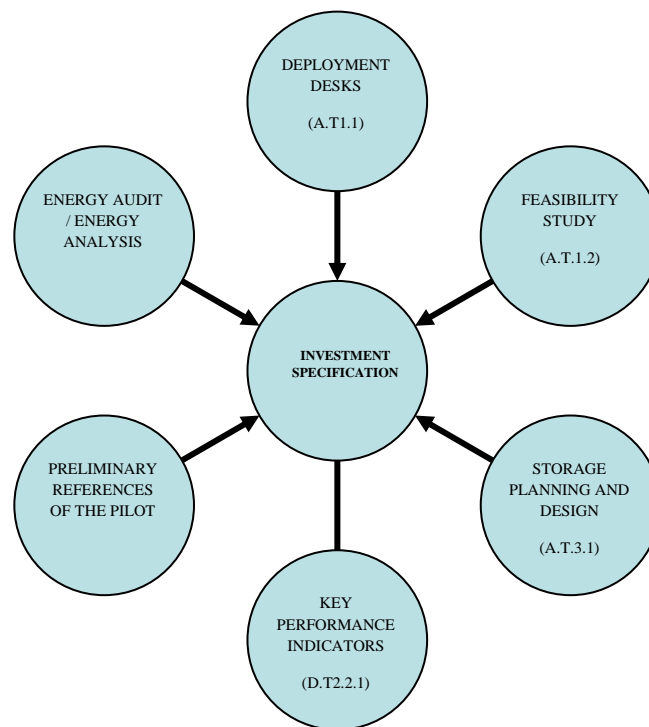 DEPLOYMENT
DESKS
(A.T1.1)
ENERGY AUDIT
/ ENERGY
ANALYSIS
FEASIBILITY
STUDY
(A.T.1.2)
INVESTMENT
SPECIFICATION
PRELIMINARY
REFERENCES
OF THE PILOT
STORAGE
PLANNING AND
DESIGN
(A.T.3.1)
KEY
PERFORMANCE
INDICATORS
(D.T2.2.1)